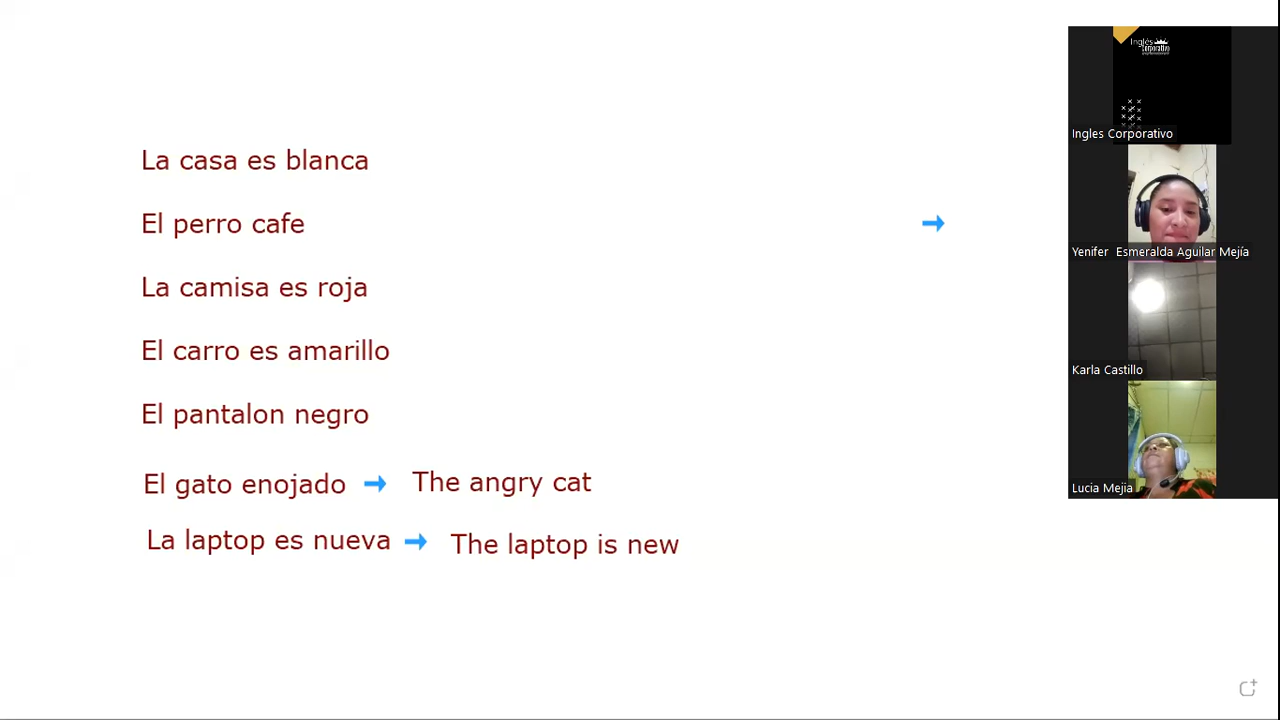 La casa es blanca
El perro cafe
La camisa es roja
El carro es amarillo
El pantalon negro
El gato enojado → The angry cat
La laptop es nueva → The laptop is new
Inglés
Corporativo
Ingles Corporativo
Yenifer Esmeralda Aguilar Mejía
Karla Castillo
Lucia Mejia